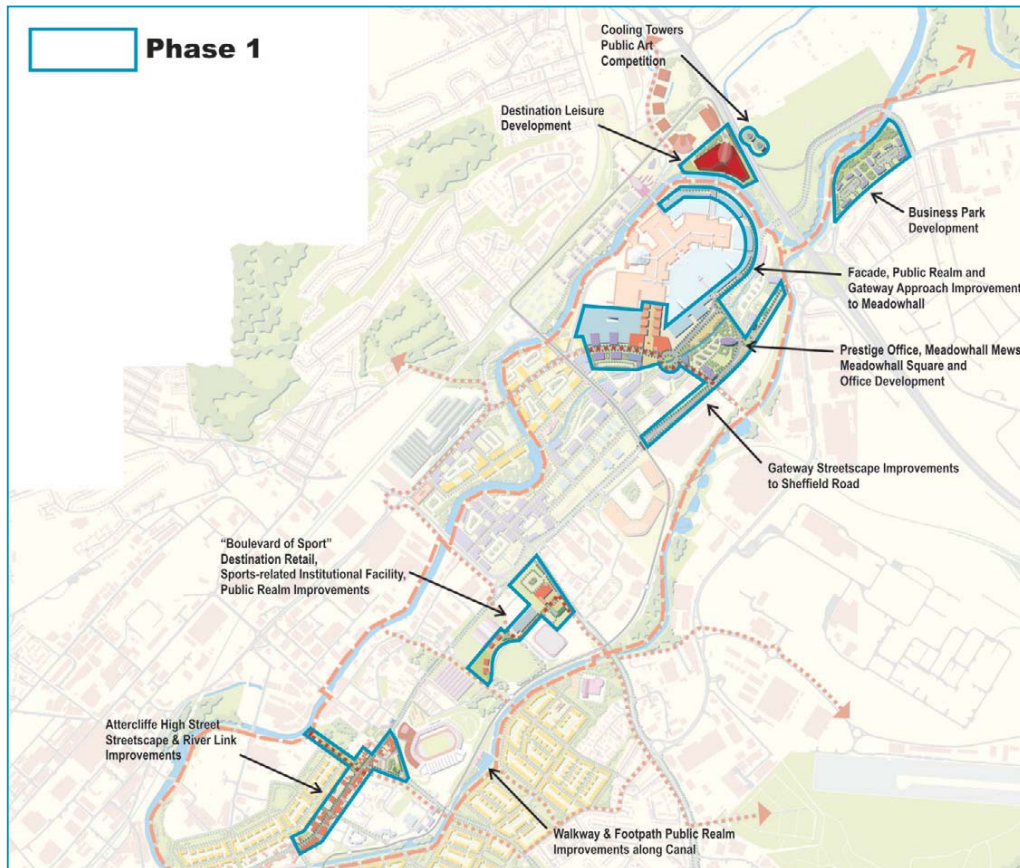 Phase 1
Cooling Towers
Public Art
Competition
Destination Leisure
Development
Business Park
Development
Facade, Public Realm and
Gateway Approach Improvement
to Meadowhall
Prestige Office, Meadowhall Mews
Meadowhall Square and
Office Development
Gateway Streetscape Improvements
to Sheffield Road
“Boulevard of Sport”
Destination Retail,
Sports-related Institutional Facility,
Public Realm Improvements
Attercliffe High Street
Streetscape & River Link
Improvements
Walkway & Footpath Public Realm
Improvements along Canal